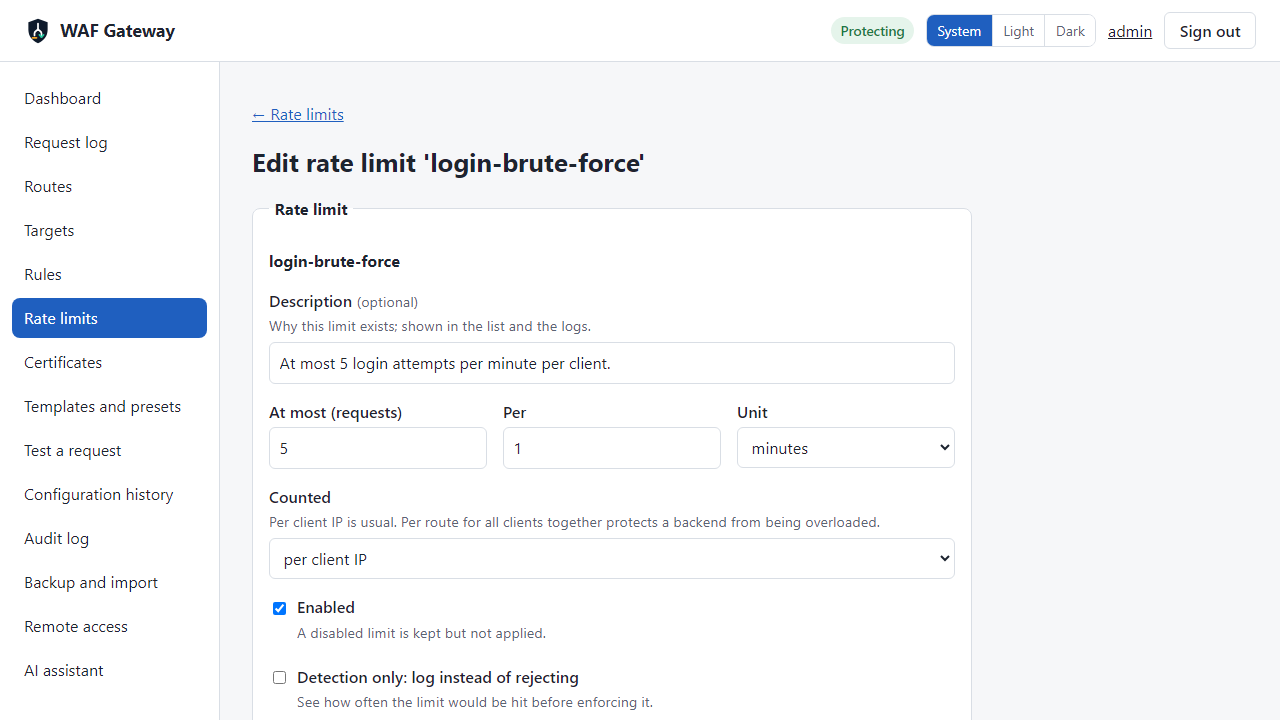 WAF Gateway
Protecting
System
Light
Dark
admin
Sign out
Dashboard
Request log
Routes
Targets
Rules
Rate limits
Certificates
Templates and presets
Test a request
Configuration history
Audit log
Backup and import
Remote access
AI assistant
← Rate limits
Edit rate limit 'login-brute-force'
Rate limit
login-brute-force
Description (optional)
Why this limit exists; shown in the list and the logs.
At most 5 login attempts per minute per client.
At most (requests)
Per
Unit
5
1
minutes
Counted
Per client IP is usual. Per route for all clients together protects a backend from being overloaded.
per client IP
Enabled
A disabled limit is kept but not applied.
Detection only: log instead of rejecting
See how often the limit would be hit before enforcing it.